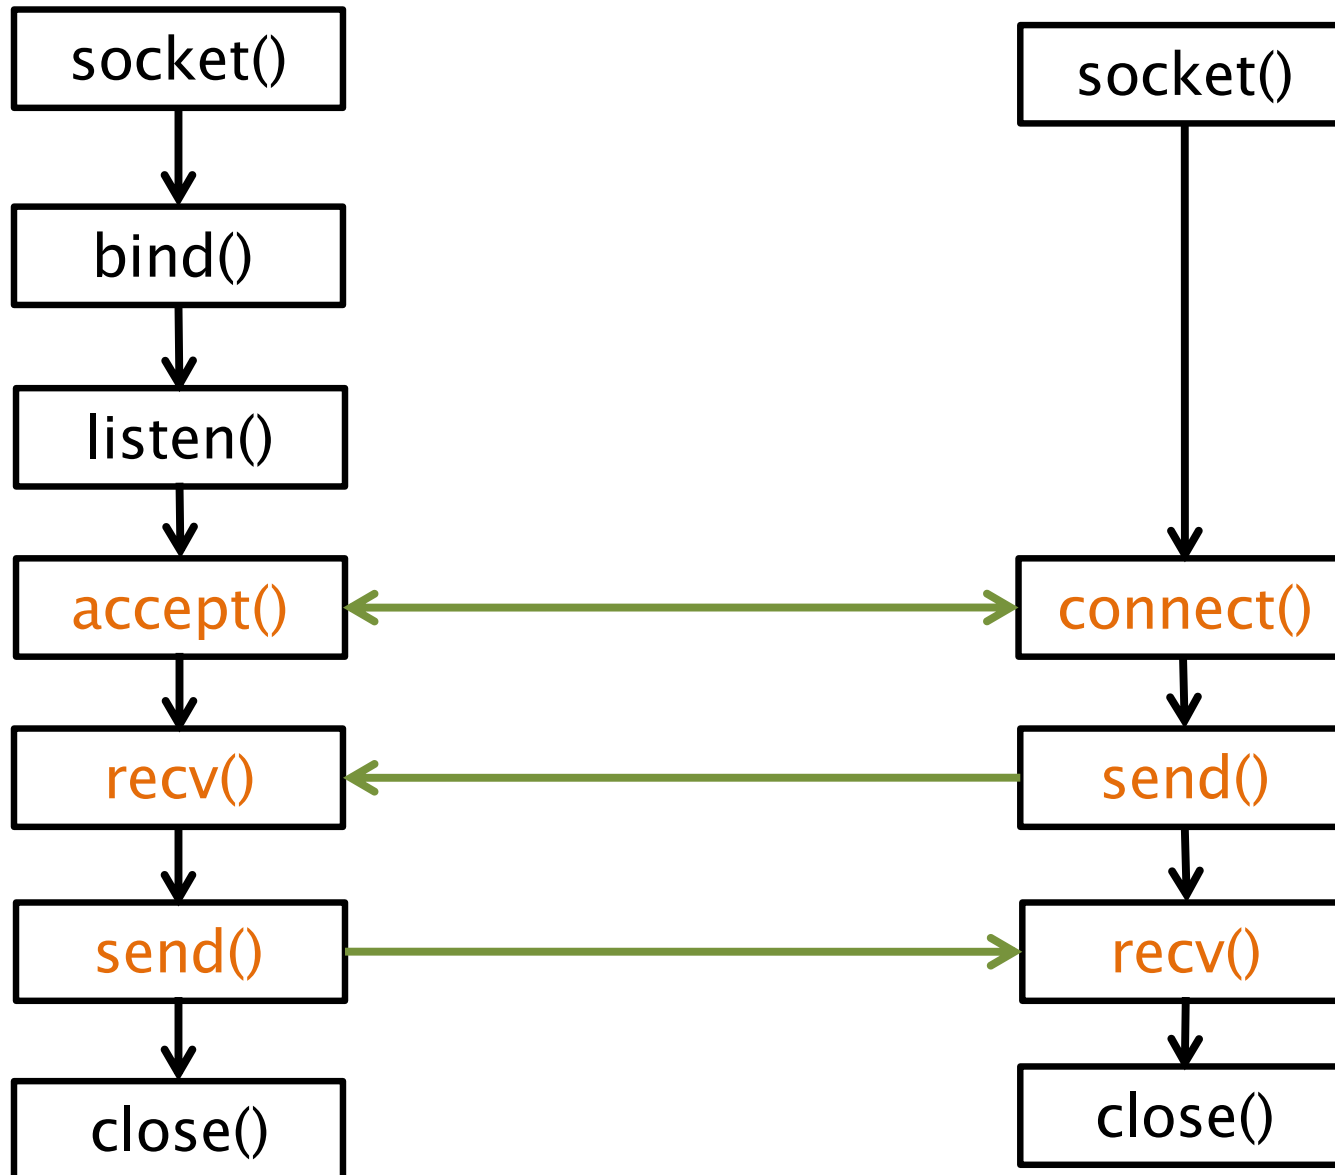 socket()
bind()
listen()
accept()
recv()
send()
close()
socket()
connect()
send()
recv()
close()